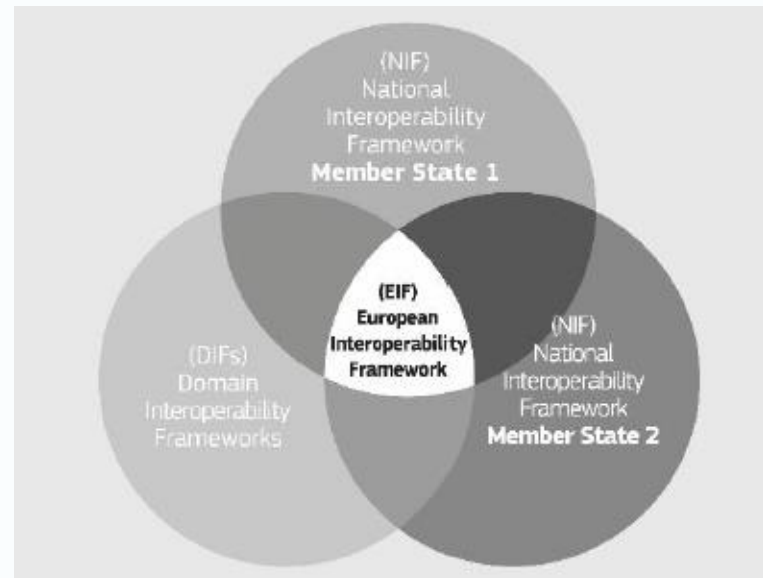 (NIF)
National
Interoperability
Framework
Member State 1
(EIF)
European
Interoperability
Framework
(DIFs)
Domain
Interoperability
Frameworks
(NIF)
National
Interoperability
Framework
Member State 2